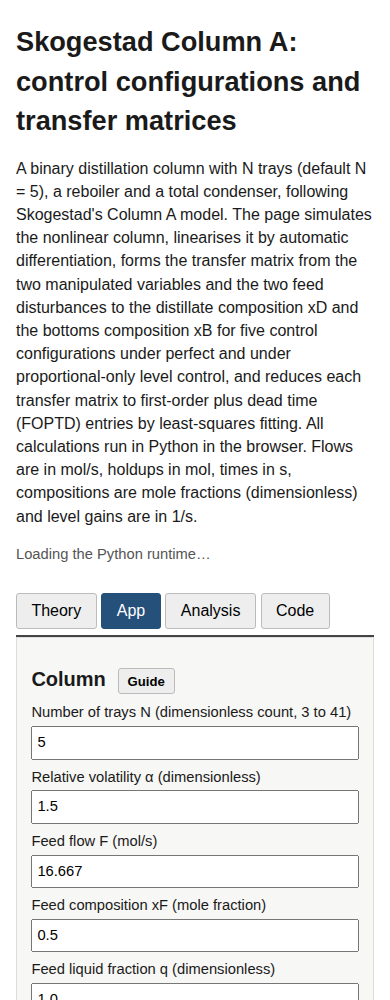 Skogestad Column A:
control configurations and
transfer matrices
A binary distillation column with N trays (default N
= 5), a reboiler and a total condenser, following
Skogestad's Column A model. The page simulates
the nonlinear column, linearises it by automatic
differentiation, forms the transfer matrix from the
two manipulated variables and the two feed
disturbances to the distillate composition xD and
the bottoms composition xB for five control
configurations under perfect and under
proportional-only level control, and reduces each
transfer matrix to first-order plus dead time
(FOPTD) entries by least-squares fitting. All
calculations run in Python in the browser. Flows
are in mol/s, holdups in mol, times in s,
compositions are mole fractions (dimensionless)
and level gains are in 1/s.
Loading the Python runtime…
Theory App Analysis Code
Column Guide
Number of trays N (dimensionless count, 3 to 41)
5
Relative volatility α (dimensionless)
1.5
Feed flow F (mol/s)
16.667
Feed composition xF (mole fraction)
0.5
Feed liquid fraction q (dimensionless)
1.0